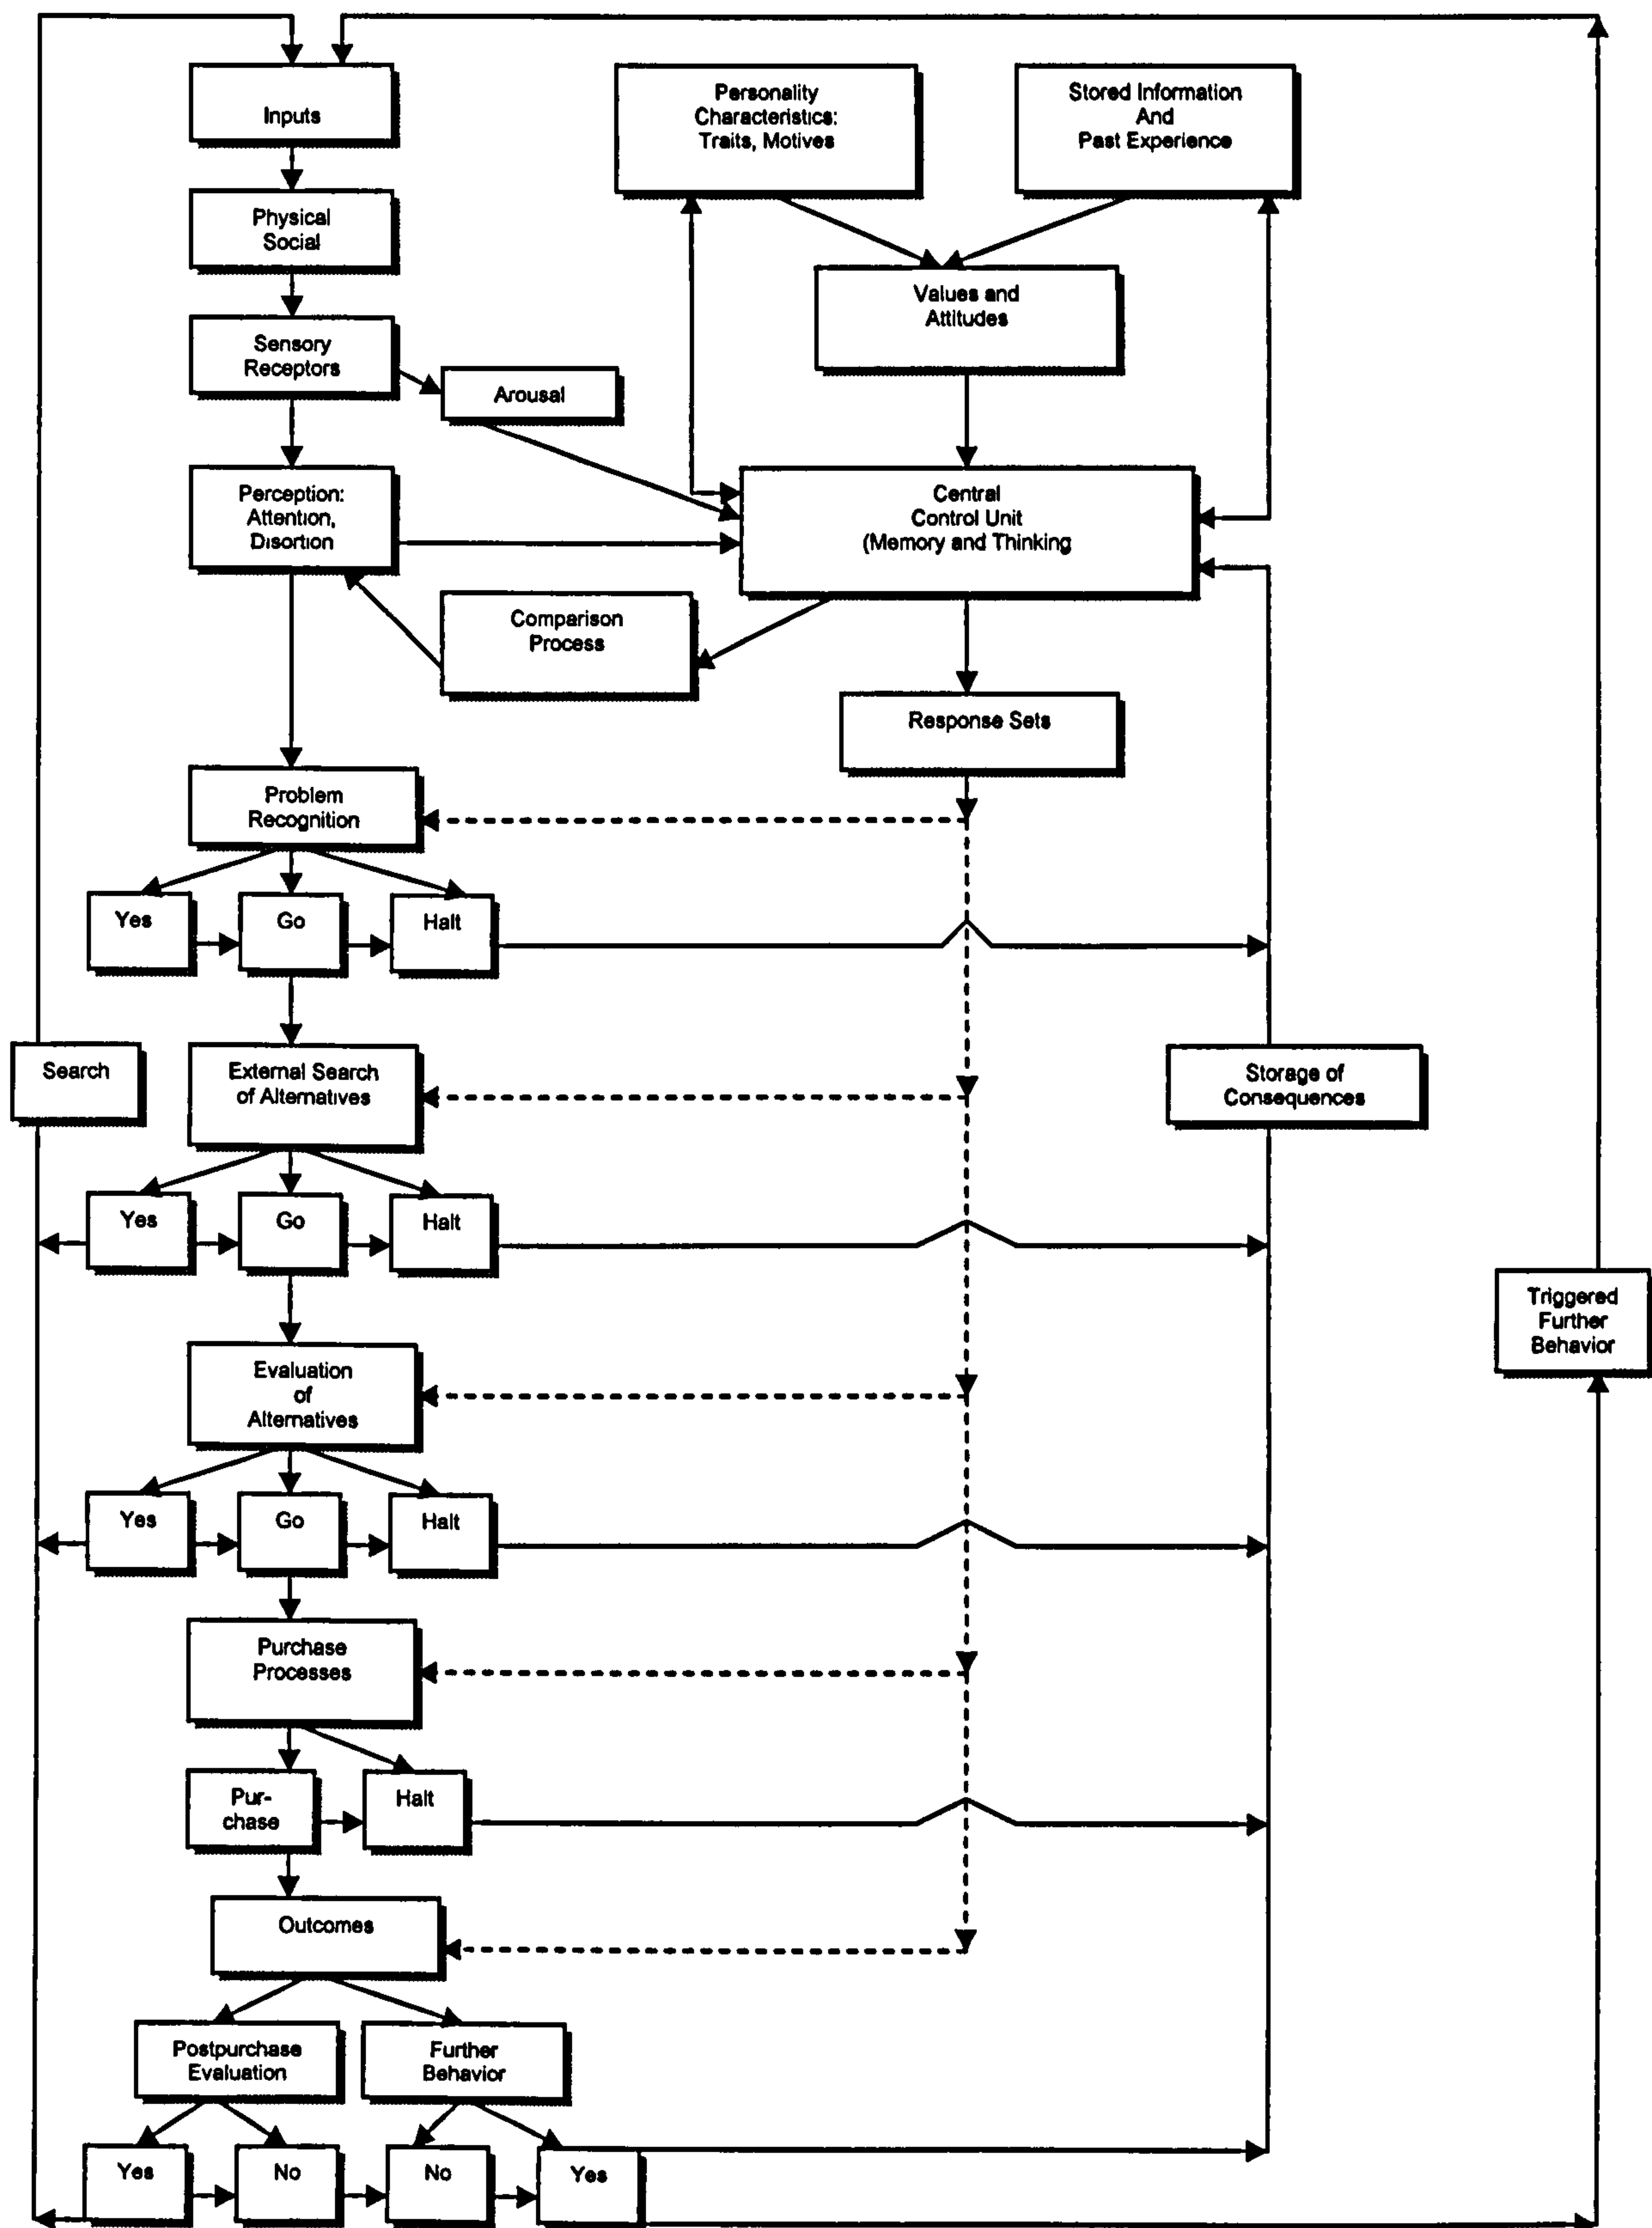 Inputs
Personality
Characteristics:
Traits, Motives
Stored Information
And
Past Experience
Physical
Social
Values and
Attitudes
Sensory
Receptors
Arousal
Perception:
Attention,
Disortion
Central
Control Unit
(Memory and Thinking
Comparison
Process
Response Sets
Problem
Recognition
Yes
Go
Halt
Search
External Search
of Alternatives
Storage of
Consequences
Yes
Go
Halt
Triggered
Further
Behavior
Evaluation
of
Alternatives
Yes
Go
Halt
Purchase
Processes
Pur-
chase
Halt
Outcomes
Postpurchase
Evaluation
Further
Behavior
Yes
No
No
Yes